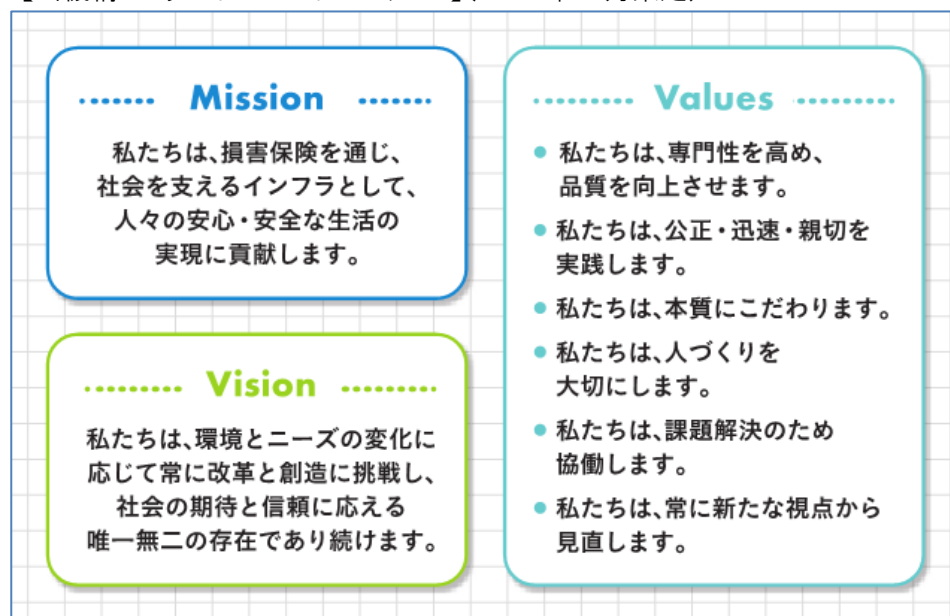 Mission
私たちは、損害保険を通じ、
社会を支えるインフラとして、
人々の安心・安全な生活の
実現に貢献します。
Vision
私たちは、環境とニーズの変化に
応じて常に改革と創造に挑戦し、
社会の期待と信頼に応える
唯一無二の存在であり続けます。
Values
● 私たちは、専門性を高め、
品質を向上させます。
● 私たちは、公正・迅速・親切を
実践します。
● 私たちは、本質にこだわります。
● 私たちは、人づくりを
大切にします。
● 私たちは、課題解決のため
協働します。
● 私たちは、常に新たな視点から
見直します。